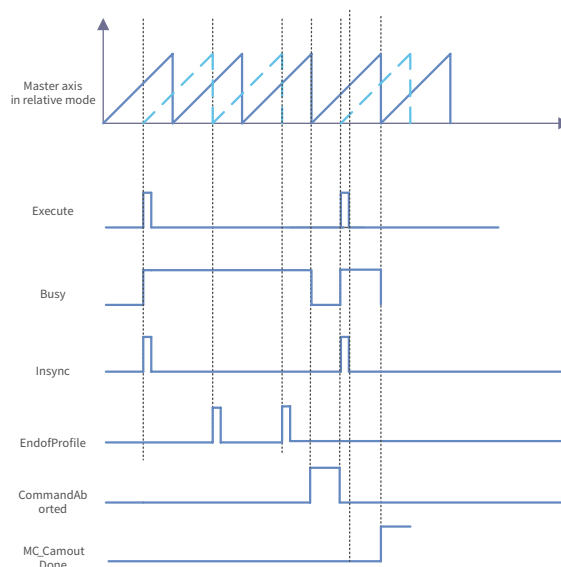 Master axis
in relative mode
Execute
Busy
Insync
EndofProfile
CommandAb
orted
MC_Camout
Done